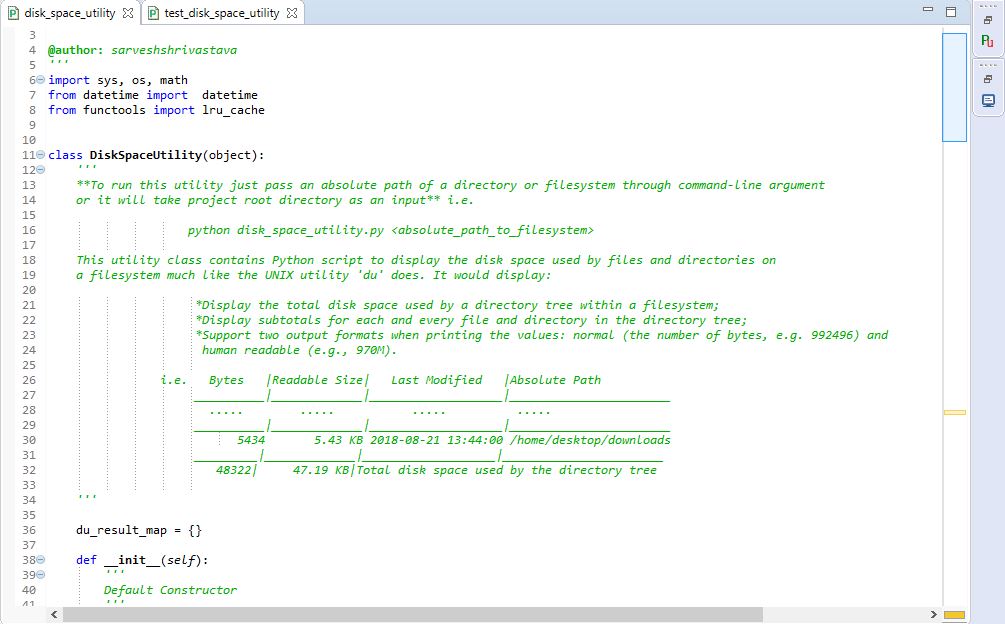 disk_space_utility test_disk_space_utility
3
4 @author: sarveshshrivastava
5 '''
6 import sys, os, math
7 from datetime import  datetime
8 from functools import lru_cache
9
10
11 class DiskSpaceUtility(object):
12 '''
13 **To run this utility just pass an absolute path of a directory or filesystem through command-line argument
14 or it will take project root directory as an input** i.e.
15
16 python disk_space_utility.py <absolute_path_to_filesystem>
17
18 This utility class contains Python script to display the disk space used by files and directories on
19 a filesystem much like the UNIX utility 'du' does. It would display:
20
21 *Display the total disk space used by a directory tree within a filesystem;
22 *Display subtotals for each and every file and directory in the directory tree;
23 *Support two output formats when printing the values: normal (the number of bytes, e.g. 992496) and
24 human readable (e.g., 970M).
25
26 i.e.   Bytes   |Readable Size|   Last Modified   |Absolute Path
27 __________|_____________|___________________|_______________________
28 .....        .....           .....          .....
29 __________|_____________|___________________|_______________________
30 5434       5.43 KB 2018-08-21 13:44:00 /home/desktop/downloads
31 _________|_____________|___________________|_______________________
32 48322|     47.19 KB|Total disk space used by the directory tree
33
34 '''
35
36 du_result_map = {}
37
38 def __init__(self):
39 '''
40 Default Constructor
41 '''